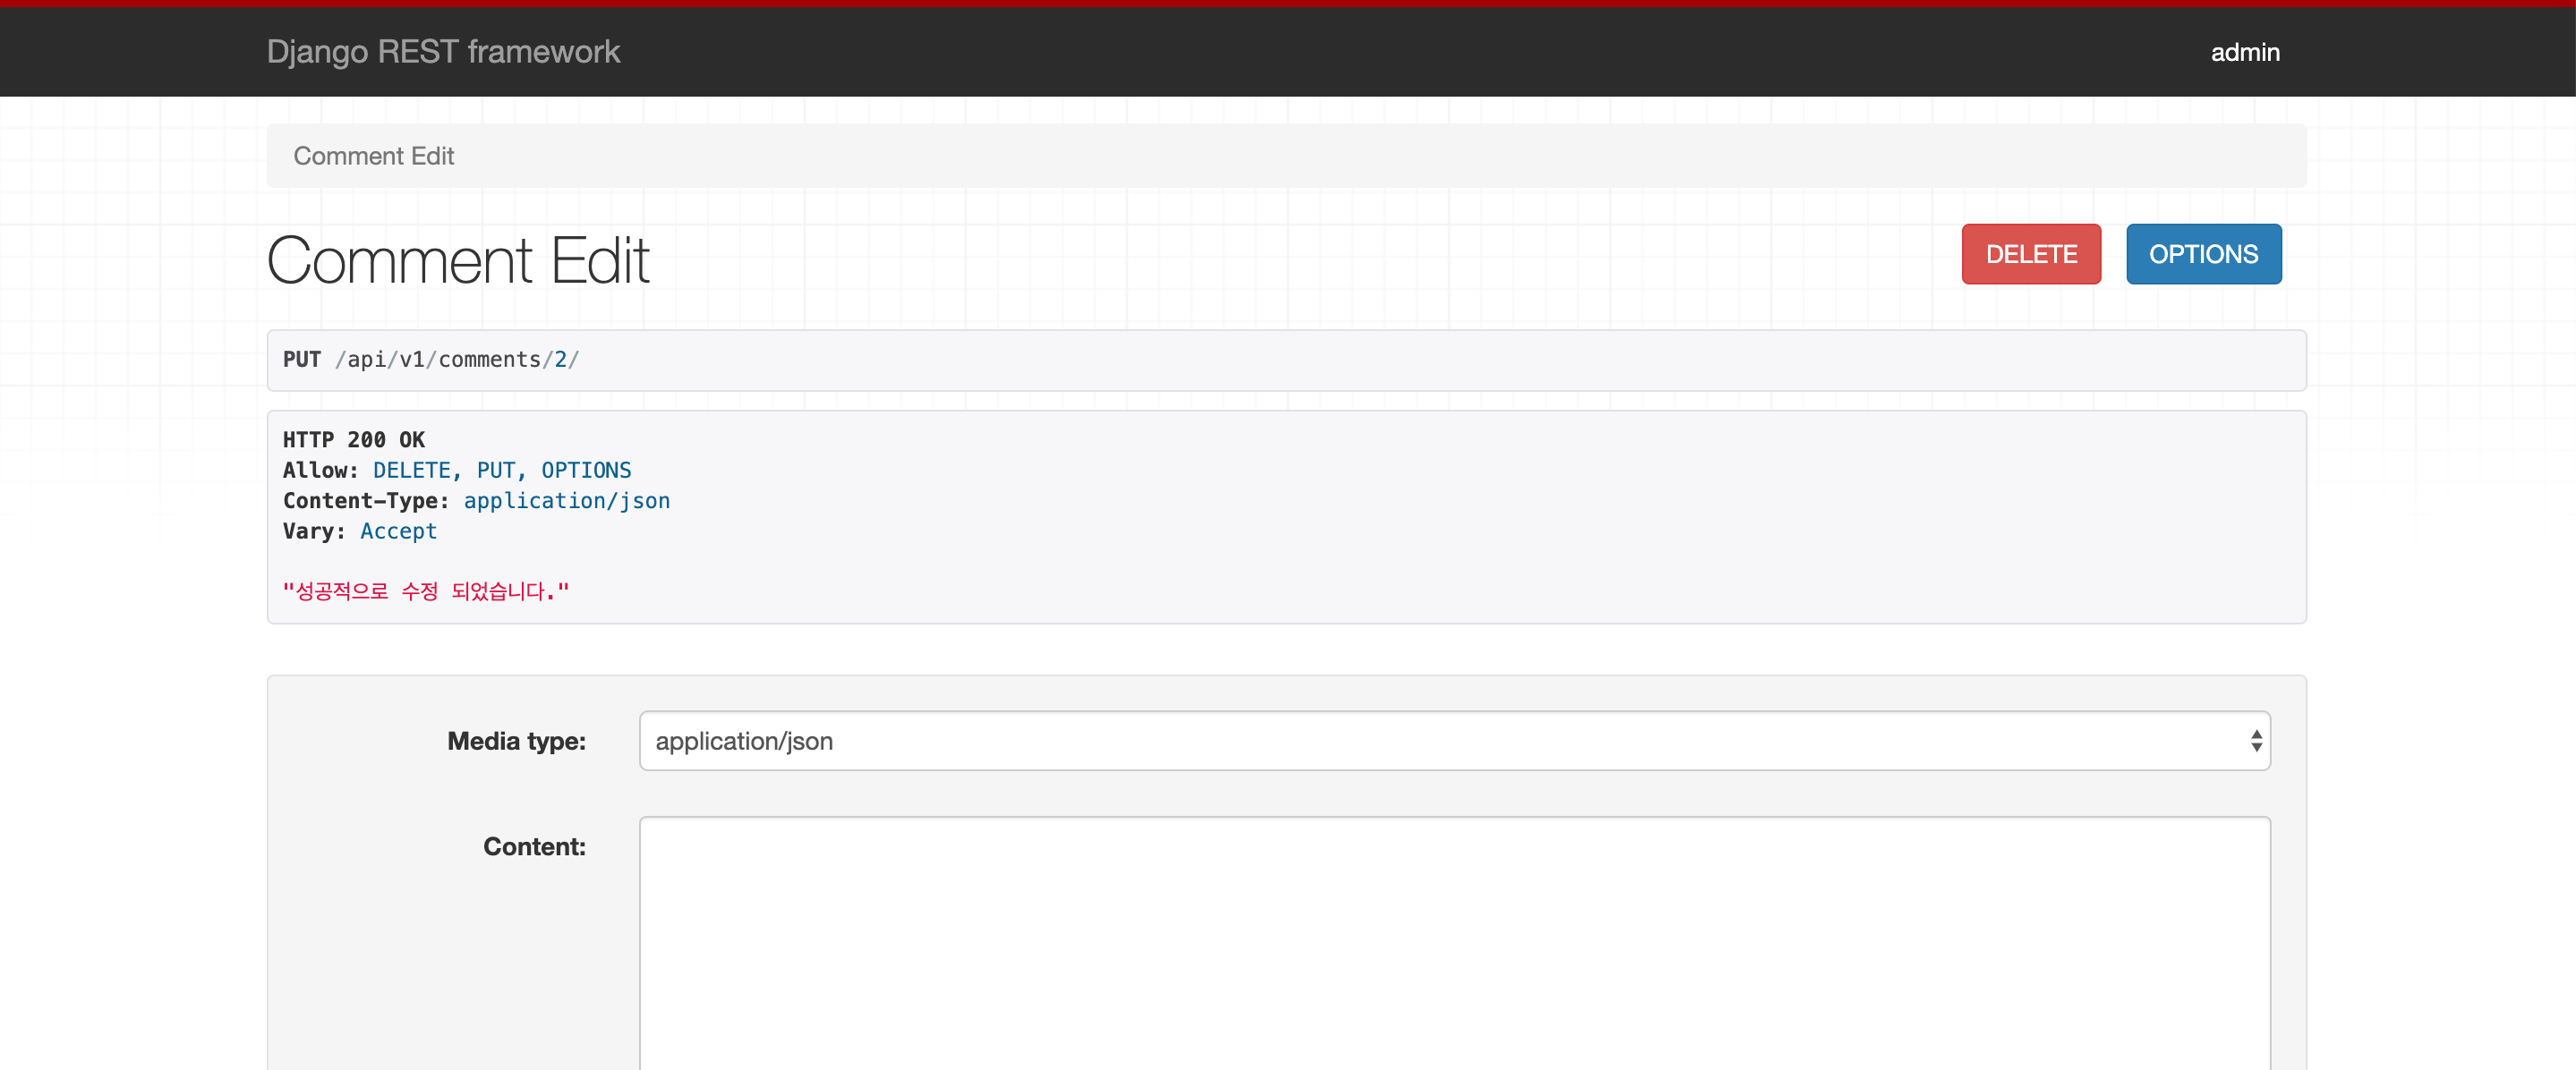 Django REST framework
admin
Comment Edit
Comment Edit
DELETE
OPTIONS
PUT /api/v1/comments/2/
HTTP 200 OK
Allow: DELETE, PUT, OPTIONS
Content-Type: application/json
Vary: Accept
"성공적으로 수정 되었습니다."
Media type:
application/json
Content: